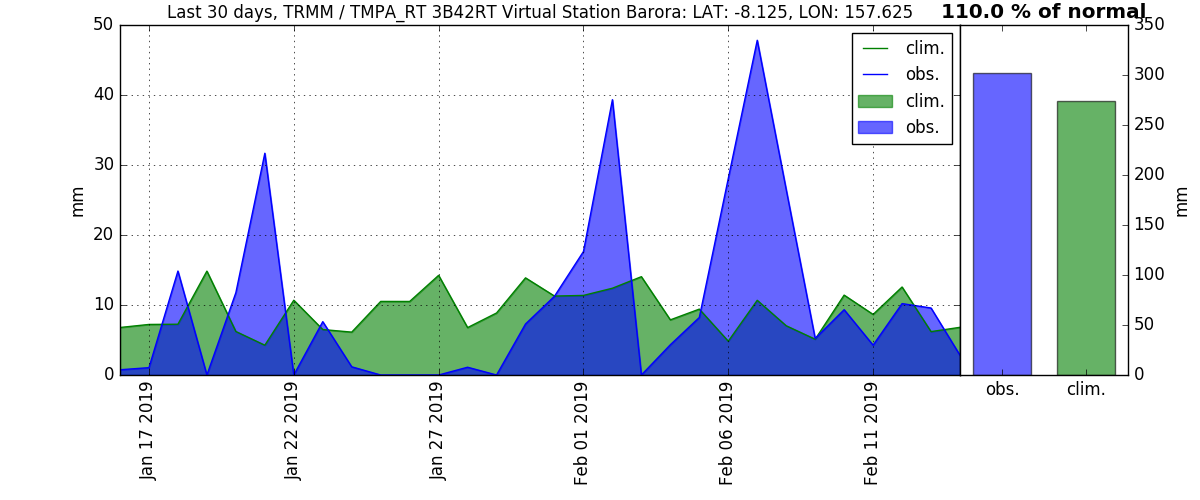 Last 30 days, TRMM / TMPA_RT 3B42RT Virtual Station Barora: LAT: -8.125, LON: 157.625
110.0 % of normal
50
40
30
20
10
0
mm
clim.
obs.
clim.
obs.
350
300
250
200
150
100
50
0
mm
Jan 17 2019
Jan 22 2019
Jan 27 2019
Feb 01 2019
Feb 06 2019
Feb 11 2019
obs.
clim.